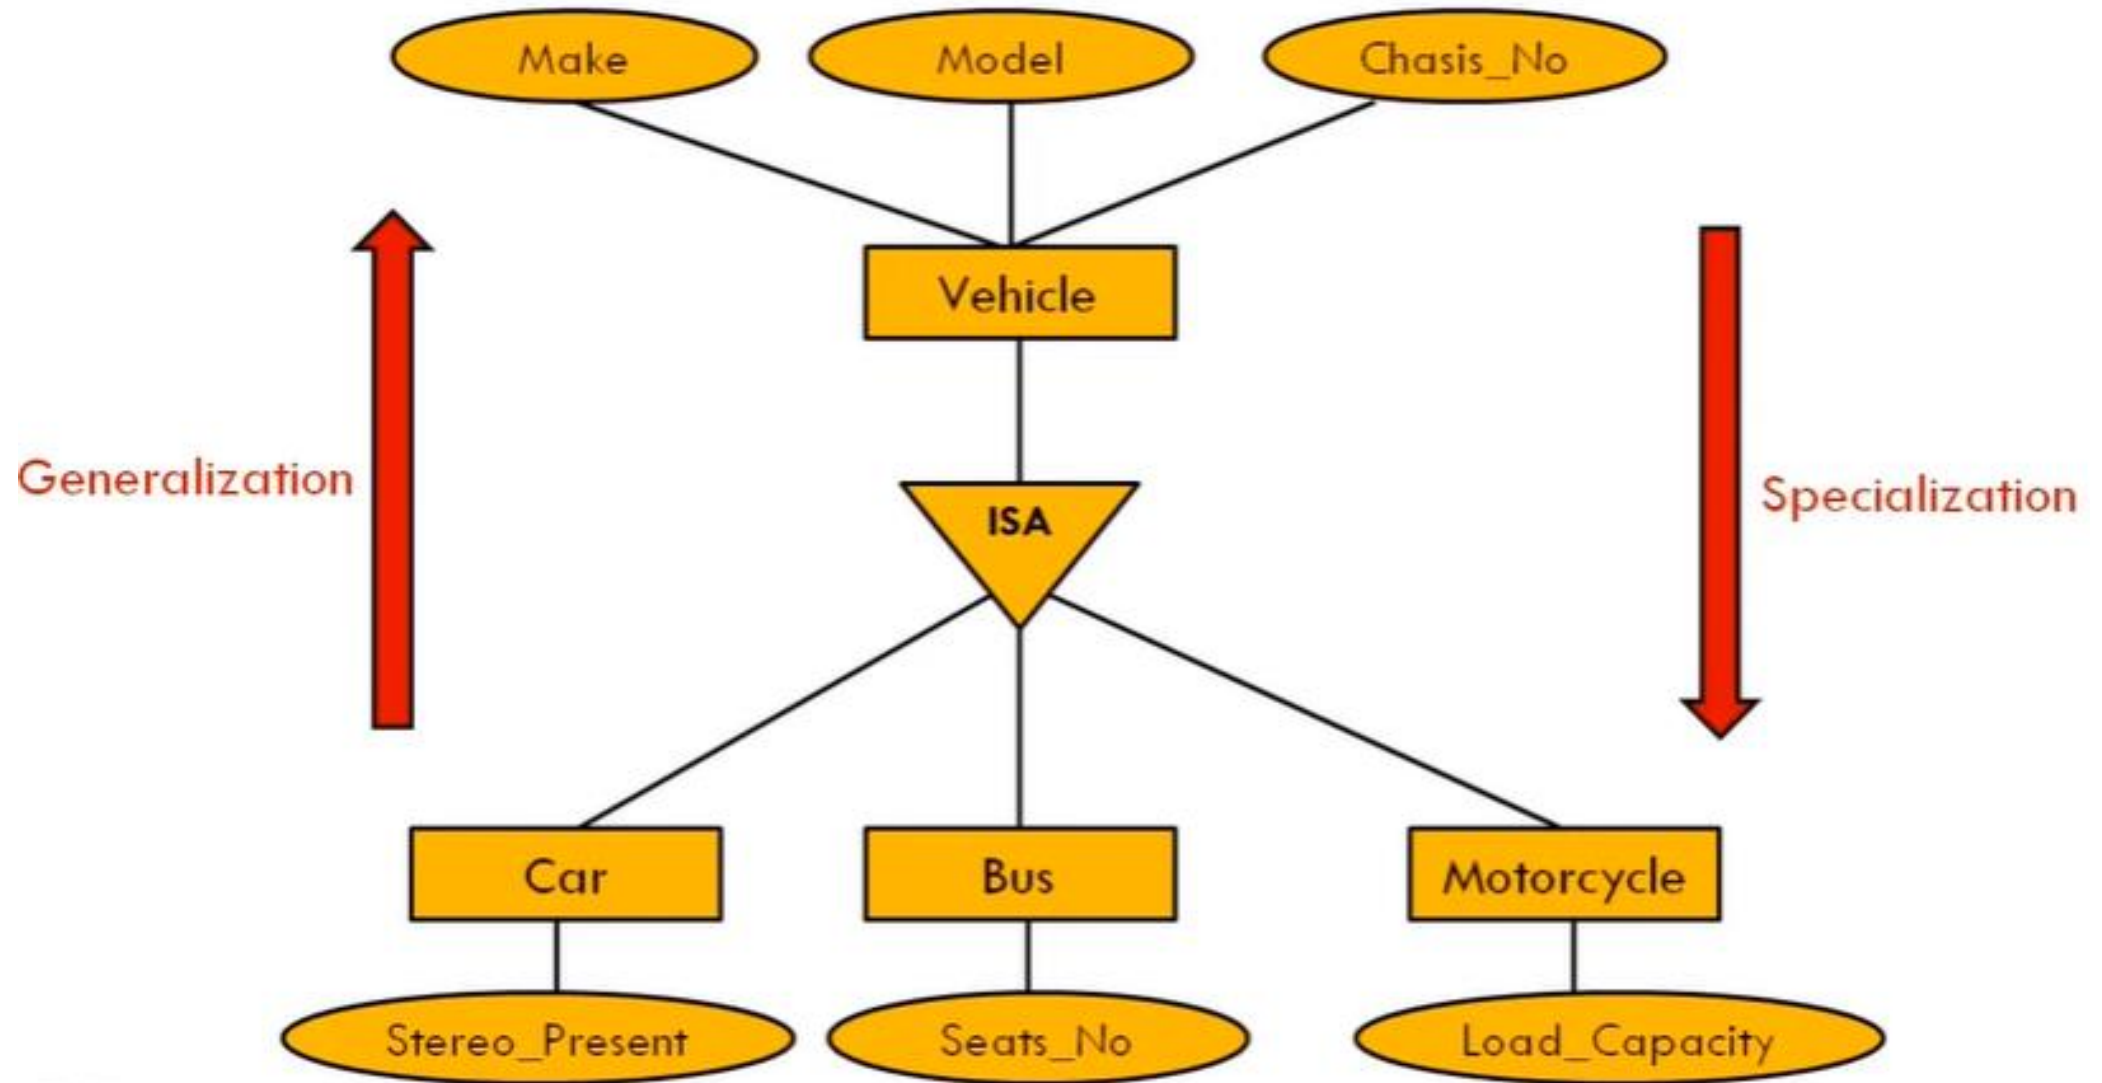 Make
Model
Chasis_No
Vehicle
Generalization
Specialization
ISA
Car
Bus
Motorcycle
Stereo_Present
Seats_No
Load_Capacity